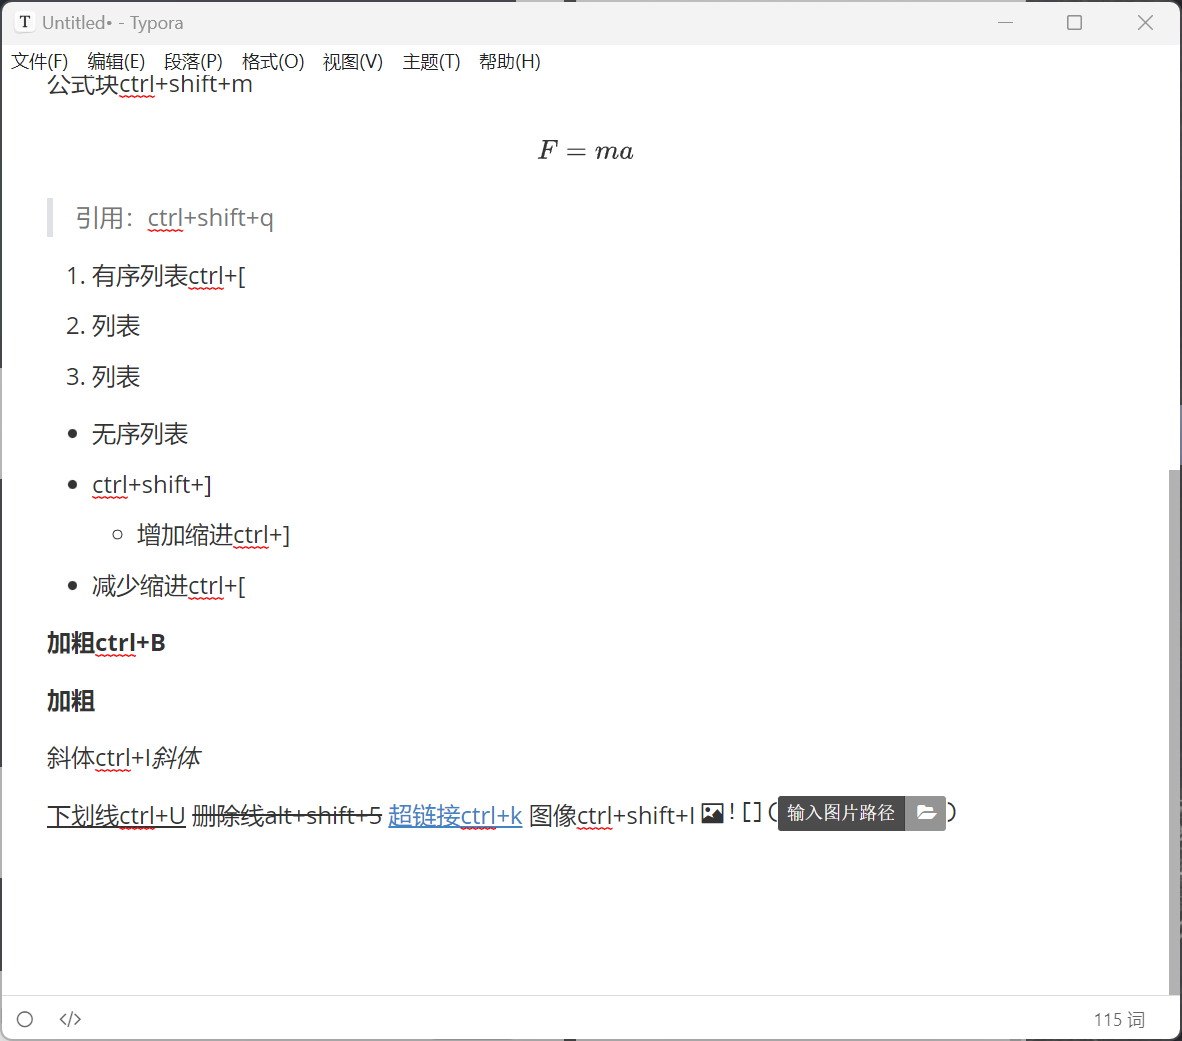 T Untitled• - Typora
文件(F) 编辑(E) 段落(P) 格式(O) 视图(V) 主题(T) 帮助(H)
公式块ctrl+shift+m
F = ma
引用：ctrl+shift+q
1. 有序列表ctrl+[
2. 列表
3. 列表
• 无序列表
• ctrl+shift+]
○ 增加缩进ctrl+]
• 减少缩进ctrl+[
加粗ctrl+B
加粗
斜体ctrl+I斜体
下划线ctrl+U 删除线alt+shift+5 超链接ctrl+k 图像ctrl+shift+I ![](输入图片路径)
</> 115 词